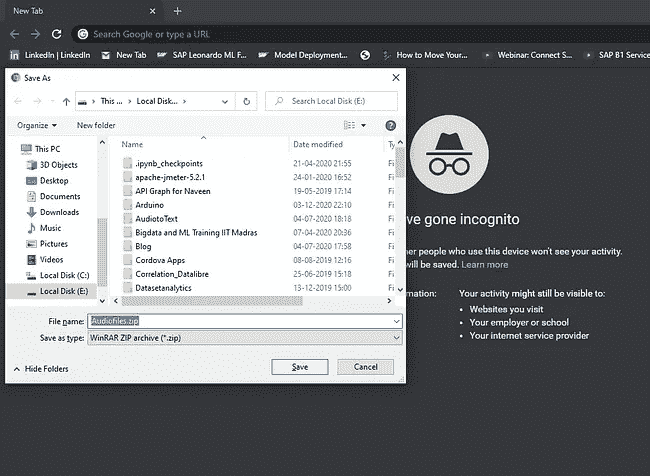 New Tab
Search Google or type a URL
LinkedIn | LinkedIn New Tab SAP Leonardo ML F... Model Deployment... How to Move Your... Webinar: Connect S... SAP B1 Service
Save As
This ... Local Disk... Search Local Disk (E:)
Organize New folder
Name Date modified Ty
This PC
3D Objects
Desktop
Documents
Downloads
Music
Pictures
Videos
Local Disk (C:)
Local Disk (E:)
.ipynb_checkpoints 21-04-2020 21:55 Fi
apache-jmeter-5.2.1 24-01-2020 16:52 Fi
API Graph for Naveen 19-05-2019 17:14 Fi
Arduino 03-12-2020 22:10 Fi
AudiotoText 04-07-2020 18:18 Fi
Bigdata and ML Training IIT Madras 07-04-2020 20:36 Fi
Blog 04-07-2020 17:58 Fi
Cordova Apps 08-08-2019 12:16 Fi
Correlation_Datalibre 25-06-2019 15:18 Fi
Datasetanalytics 13-12-2019 15:00 Fi
File name: Audiofiles.zip
Save as type: WinRAR ZIP archive (*.zip)
Hide Folders Save Cancel
ve gone incognito
her people who use this device won't see your activity.
will be saved. Learn more
mation:
Your activity might still be visible to:
• Websites you visit
• Your employer or school
• Your internet service provider